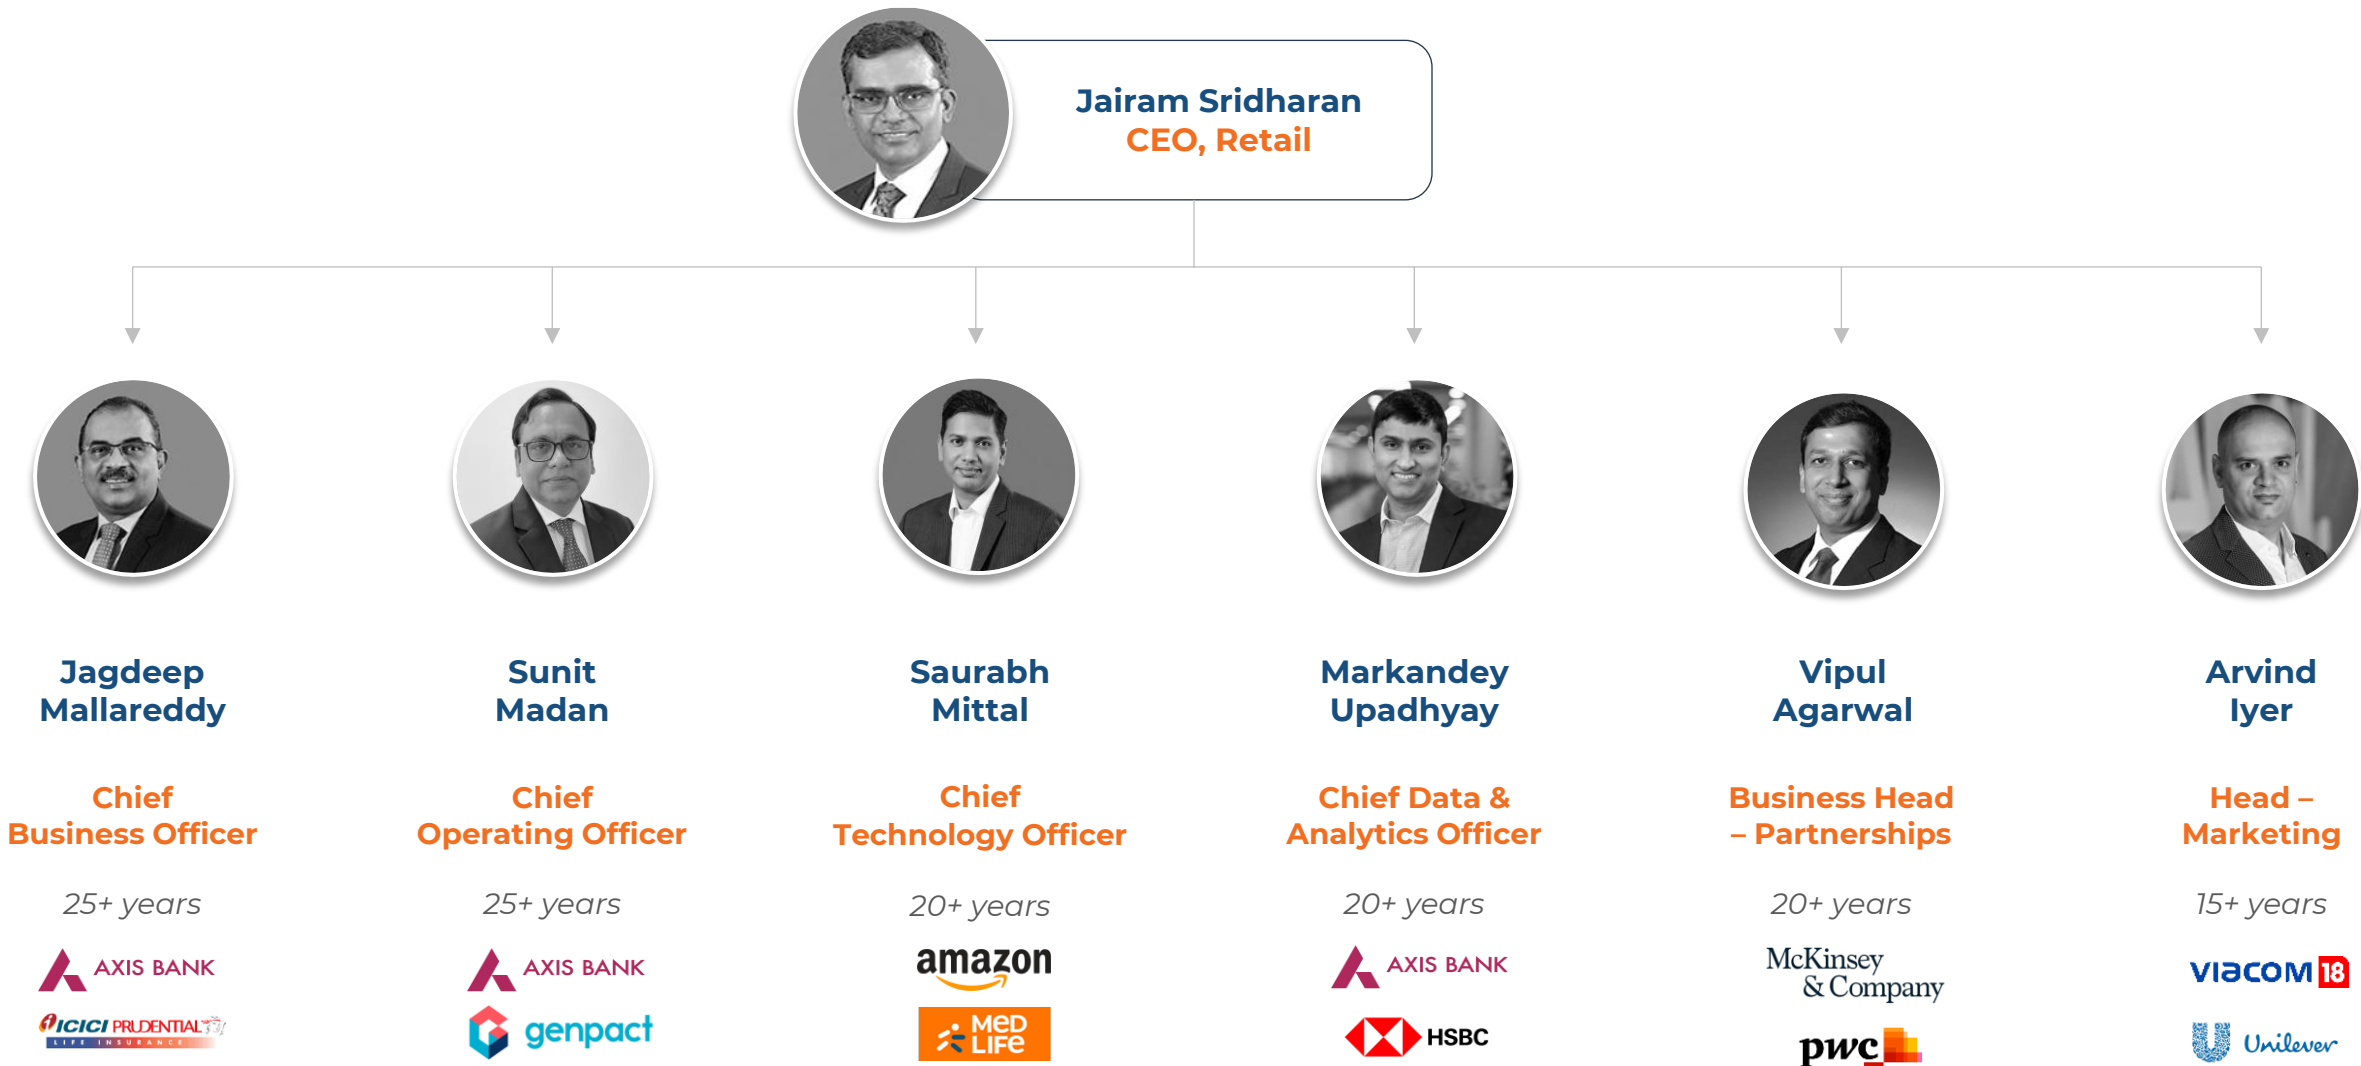 Jairam Sridharan
CEO, Retail
Jagdeep
Mallareddy
Chief
Business Officer
25+ years
AXIS BANK
ICICI PRUDENTIAL
LIFE INSURANCE
Sunit
Madan
Chief
Operating Officer
25+ years
AXIS BANK
genpact
Saurabh
Mittal
Chief
Technology Officer
20+ years
amazon
MeD
LiFe
Markandey
Upadhyay
Chief Data &
Analytics Officer
20+ years
AXIS BANK
HSBC
Vipul
Agarwal
Business Head
– Partnerships
20+ years
McKinsey
& Company
pwc
Arvind
Iyer
Head –
Marketing
15+ years
VIACOM 18
Unilever